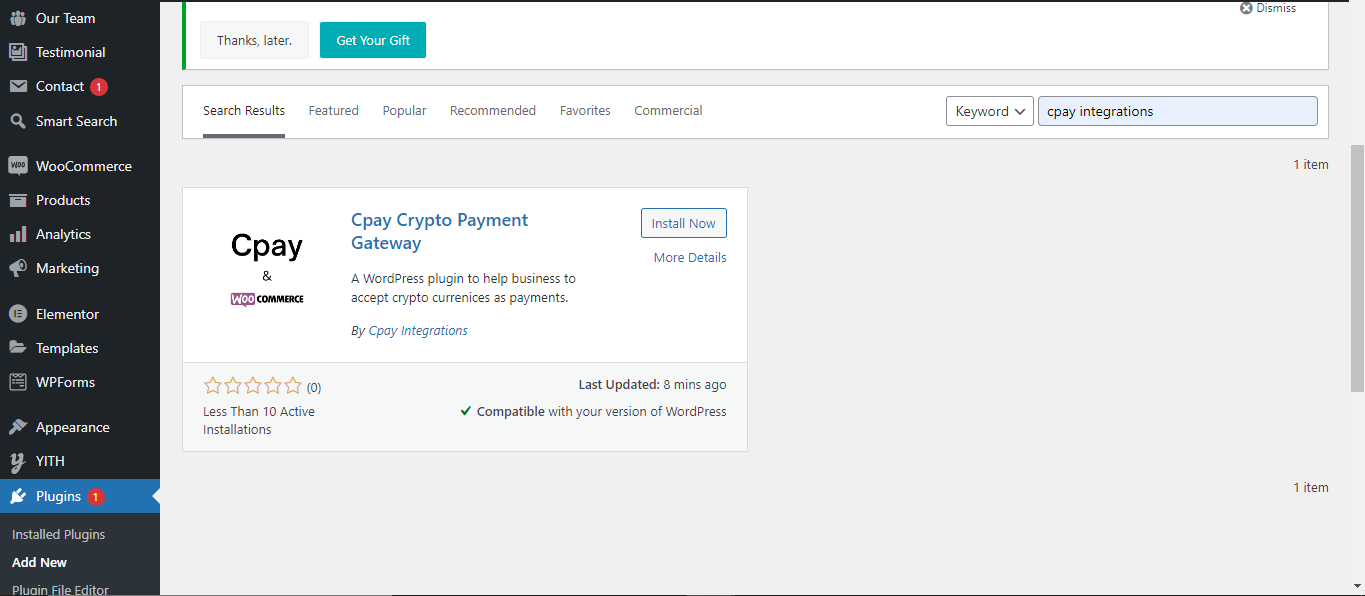 Our Team
Testimonial
Contact 1
Smart Search
WooCommerce
Products
Analytics
Marketing
Elementor
Templates
WPForms
Appearance
YITH
Plugins 1
Installed Plugins
Add New
Plugin File Editor
Dismiss
Thanks, later.
Get Your Gift
Search Results
Featured
Popular
Recommended
Favorites
Commercial
Keyword
cpay integrations
1 item
Cpay
&
WOO COMMERCE
Cpay Crypto Payment
Gateway
Install Now
More Details
A WordPress plugin to help business to
accept crypto currenices as payments.
By Cpay Integrations
(0)
Less Than 10 Active
Installations
Last Updated: 8 mins ago
Compatible with your version of WordPress
1 item